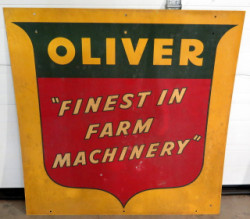 OLIVER
"FINEST IN
FARM
MACHINERY"